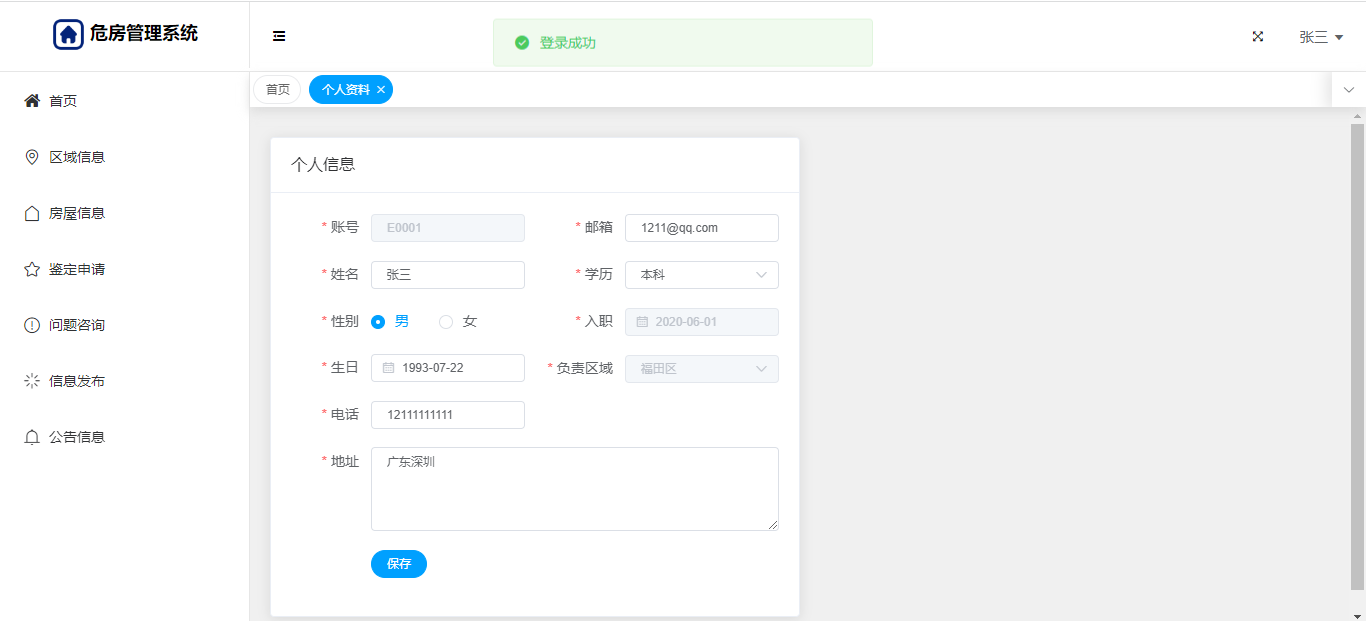 危房管理系统
登录成功
张三
首页
个人资料
首页
区域信息
房屋信息
鉴定申请
问题咨询
信息发布
公告信息
个人信息
* 账号 E0001 * 邮箱 1211@qq.com
* 姓名 张三 * 学历 本科
* 性别 男 女 * 入职 2020-06-01
* 生日 1993-07-22 * 负责区域 福田区
* 电话 12111111111
* 地址 广东深圳
保存